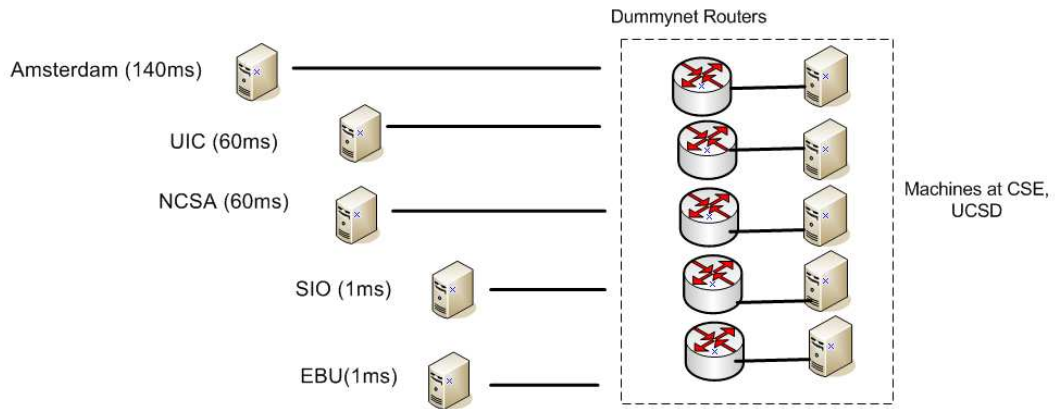 Dummynet Routers
Amsterdam (140ms)
UIC (60ms)
NCSA (60ms)
Machines at CSE,
UCSD
SIO (1ms)
EBU(1ms)